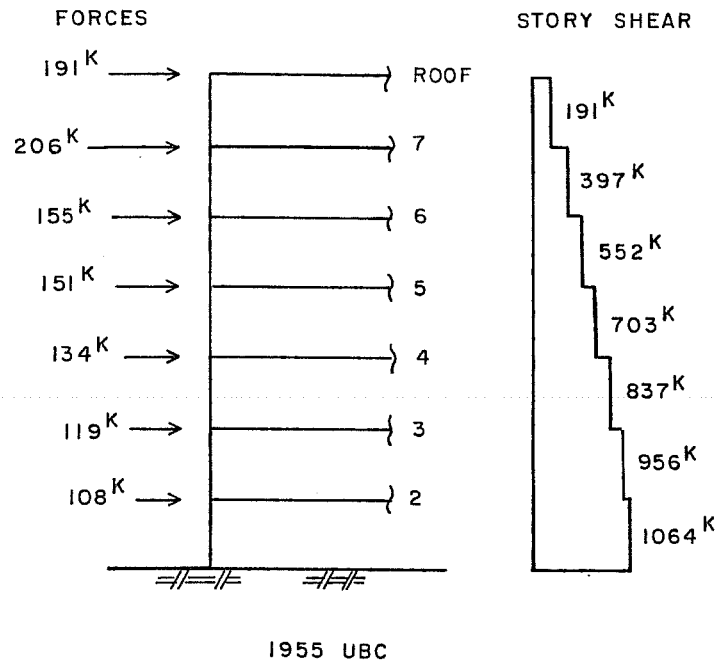 FORCES STORY SHEAR
191K ROOF
191K
206K 7
397K
155K 6
552K
151K 5
703K
134K 4
837K
119K 3
956K
108K 2
1064K
1955 UBC